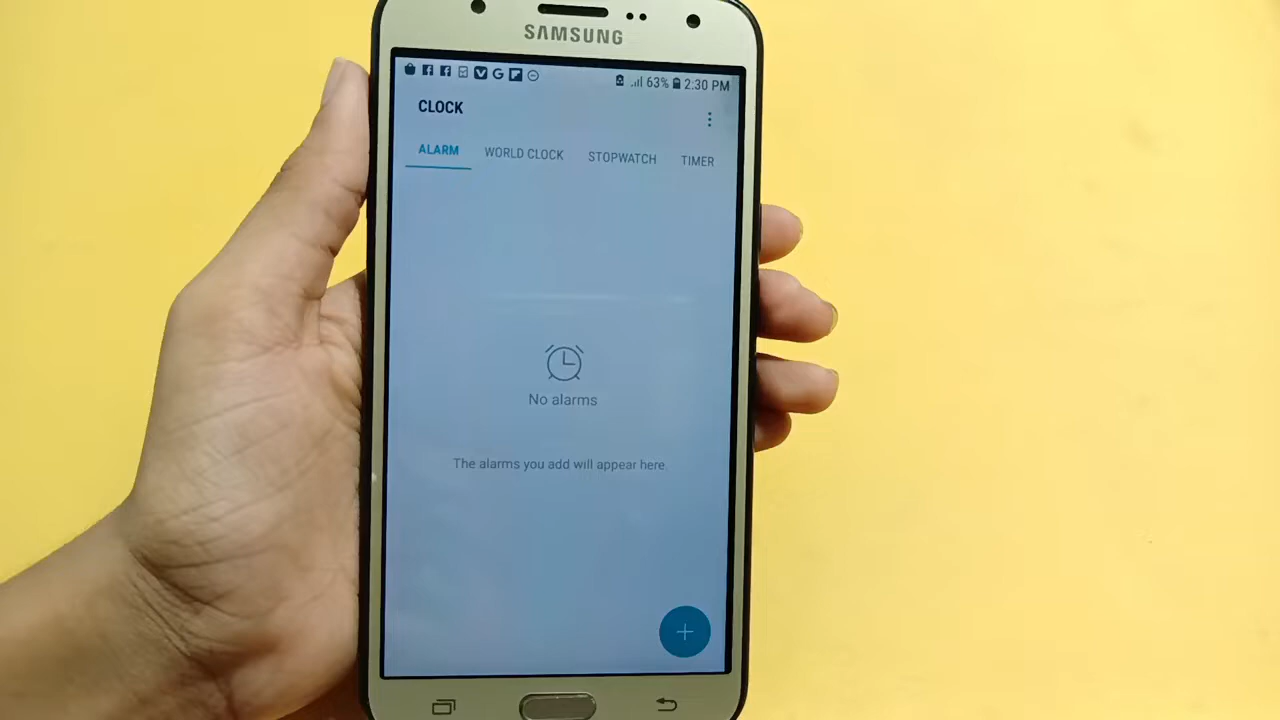 SAMSUNG
63% 2.30 PM
CLOCK
ALARM WORLD CLOCK STOPWATCH TIMER
No alarms
The alarms you add will appear here.